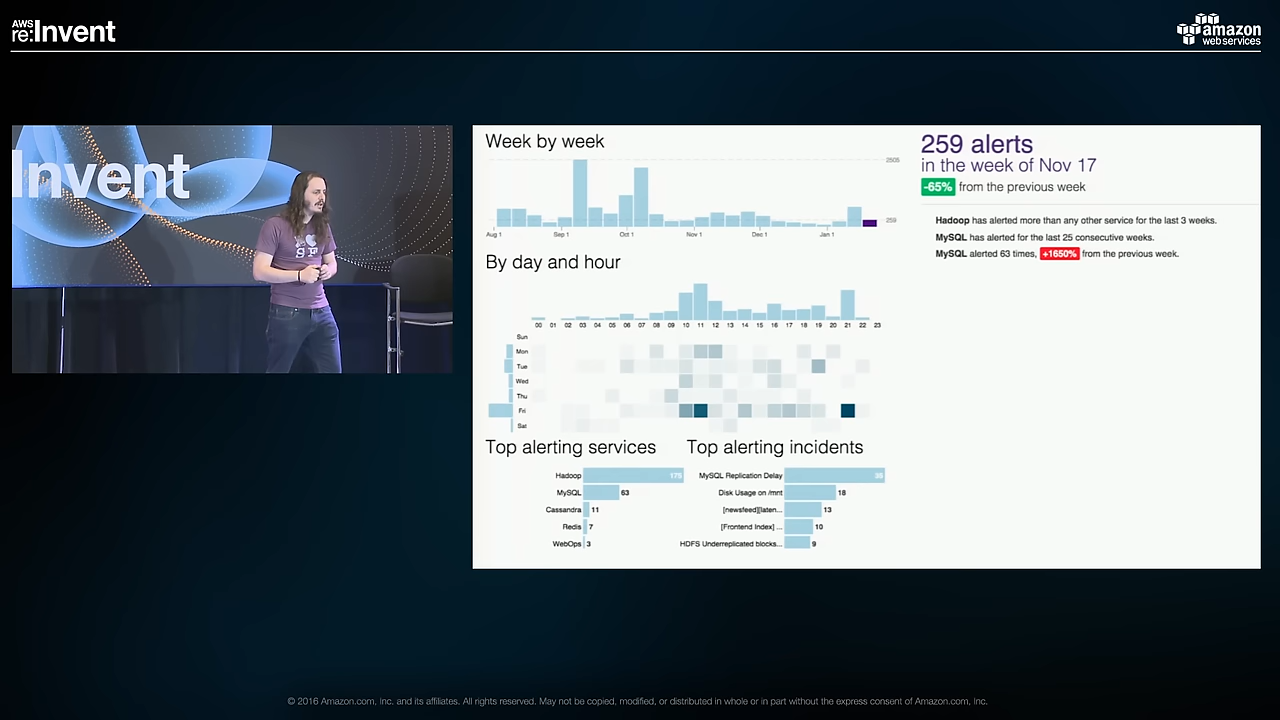 AWS
re:Invent
amazon
web services
Invent
Week by week
2505
259
Aug 1 Sep 1 Oct 1 Nov 1 Dec 1 Jan 1
By day and hour
00 01 02 03 04 05 06 07 08 09 10 11 12 13 14 15 16 17 18 19 20 21 22 23
Sun
Mon
Tue
Wed
Thu
Fri
Sat
Top alerting services
Hadoop 175
MySQL 63
Cassandra 11
Redis 7
WebOps 3
Top alerting incidents
MySQL Replication Delay
Disk Usage on /mnt 18
[newsfeed][laten... 13
[Frontend Index] ... 10
HDFS Underreplicated blocks... 9
259 alerts
in the week of Nov 17
-65% from the previous week
Hadoop has alerted more than any other service for the last 3 weeks.
MySQL has alerted for the last 25 consecutive weeks.
MySQL alerted 63 times, +1650% from the previous week.
© 2016 Amazon.com, Inc. and its affiliates. All rights reserved. May not be copied, modified, or distributed in whole or in part without the express consent of Amazon.com, Inc.